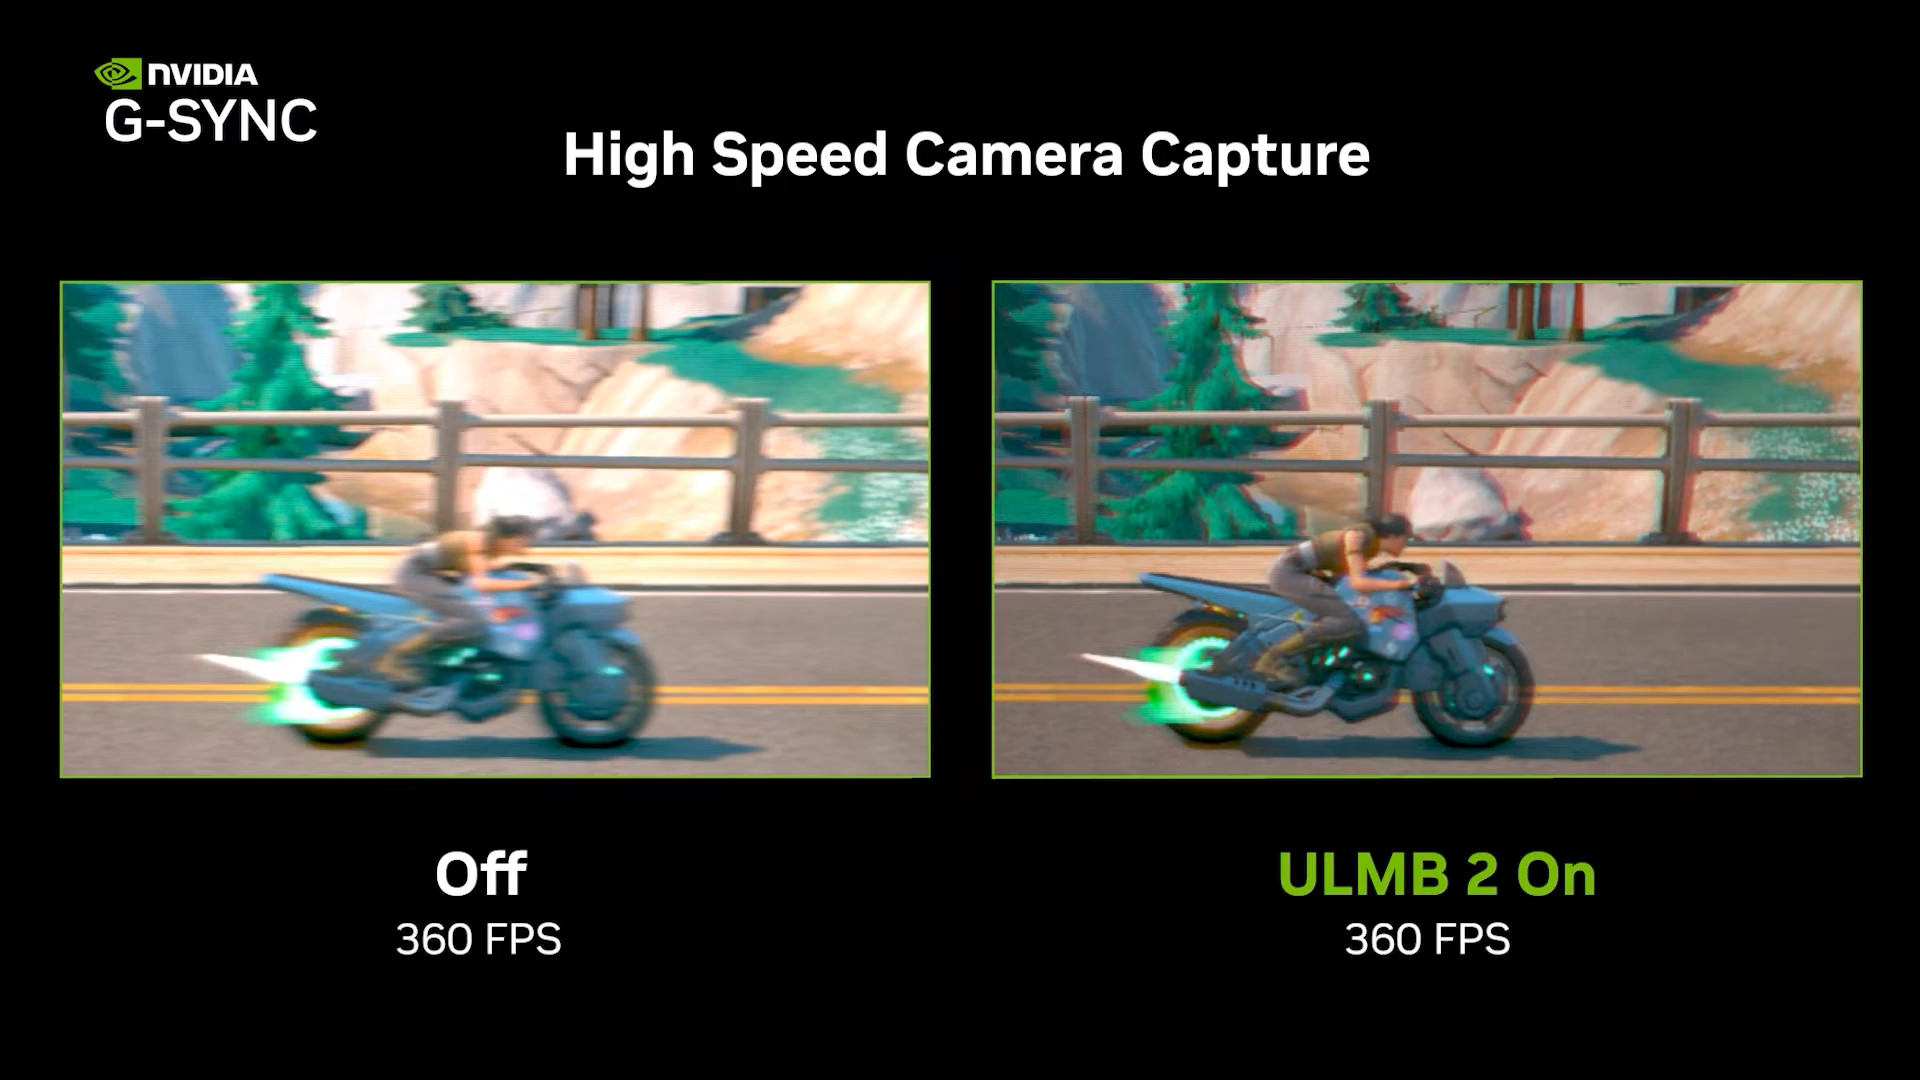 NVIDIA
G-SYNC
High Speed Camera Capture
Off
360 FPS
ULMB 2 On
360 FPS